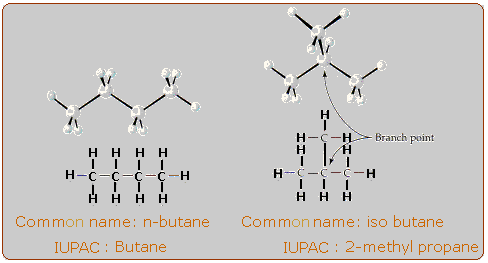 H
H-C-H
Branch point
H H H H
H H
H-C-C-C-C-H
H-C-C-C-H
H H H H
H H H
Common name: n-butane
Common name: iso butane
IUPAC : Butane
IUPAC : 2-methyl propane